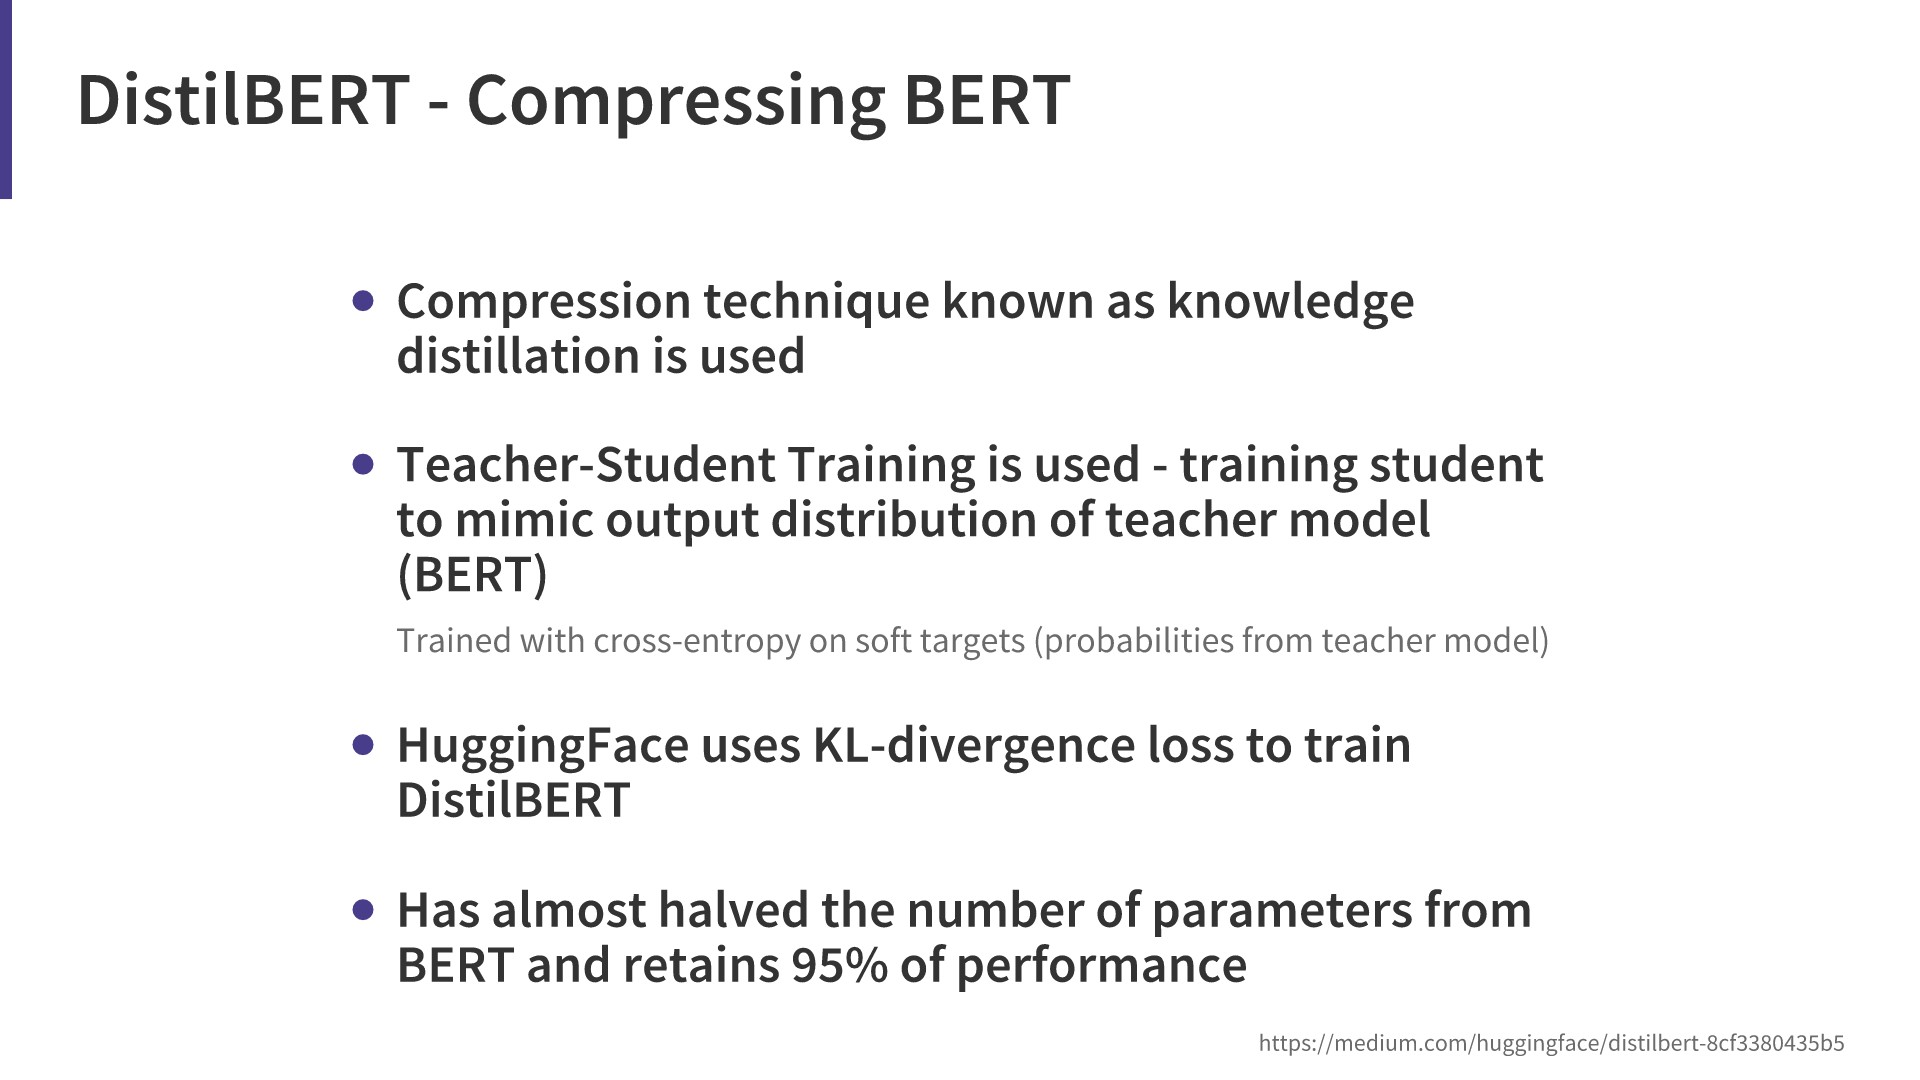 DistilBERT - Compressing BERT
• Compression technique known as knowledge
distillation is used
• Teacher-Student Training is used - training student
to mimic output distribution of teacher model
(BERT)
Trained with cross-entropy on soft targets (probabilities from teacher model)
• HuggingFace uses KL-divergence loss to train
DistilBERT
• Has almost halved the number of parameters from
BERT and retains 95% of performance
https://medium.com/huggingface/distilbert-8cf3380435b5